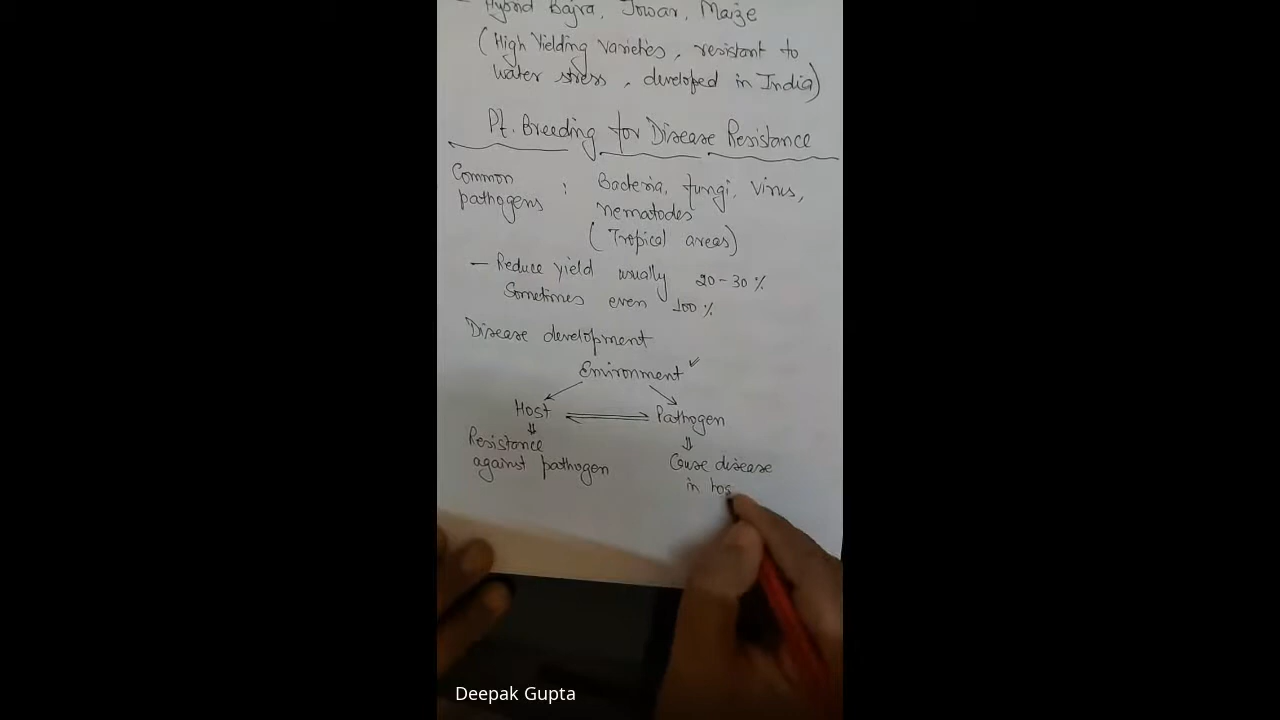 - Hybrid Bajra, Jowar, Maize
(High Yielding Varieties, resistant to
water stress, developed in India)
Pt. Breeding for Disease Resistance
Common pathogens : Bacteria, fungi, Virus,
nematodes
(Tropical areas)
- Reduce yield usually 20-30%
Sometimes even 100%
Disease development
Environment ✓
Host Pathogen
Resistance
against pathogen
Cause disease
in hos
Deepak Gupta